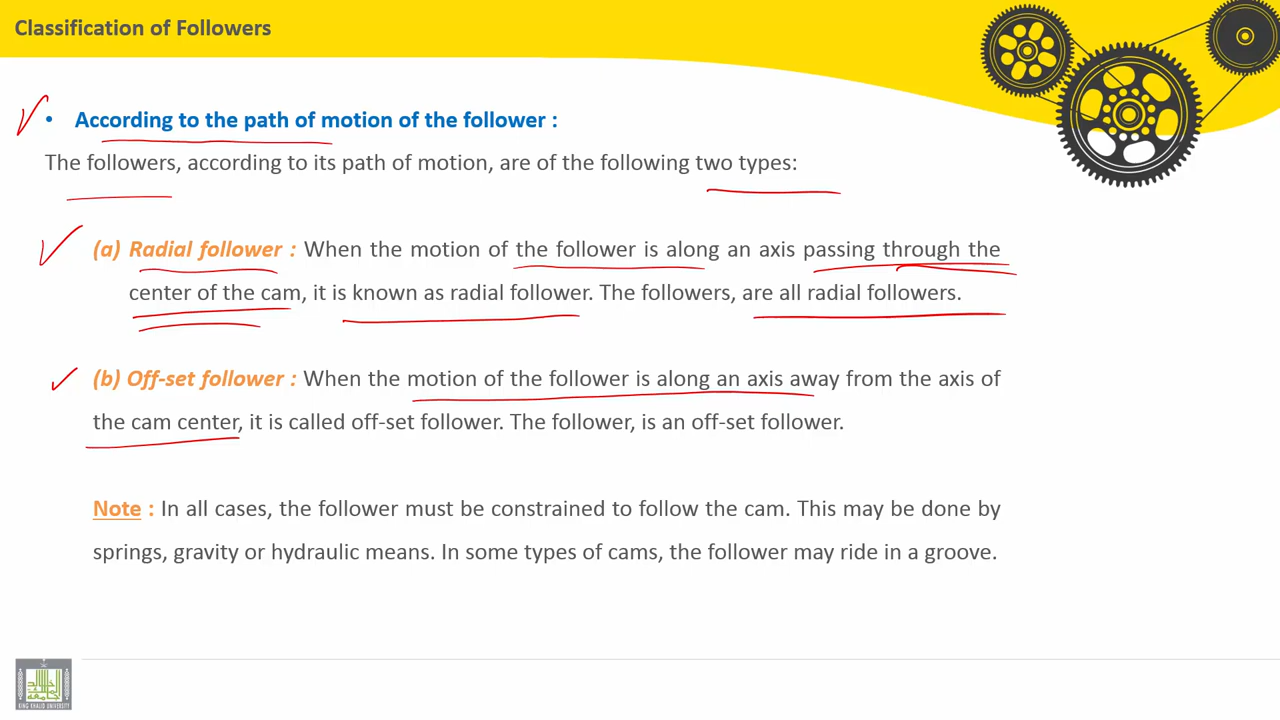 Classification of Followers
• According to the path of motion of the follower :
The followers, according to its path of motion, are of the following two types:
(a) Radial follower : When the motion of the follower is along an axis passing through the
center of the cam, it is known as radial follower. The followers, are all radial followers.
(b) Off-set follower : When the motion of the follower is along an axis away from the axis of
the cam center, it is called off-set follower. The follower, is an off-set follower.
Note : In all cases, the follower must be constrained to follow the cam. This may be done by
springs, gravity or hydraulic means. In some types of cams, the follower may ride in a groove.
KING KHALID UNIVERSITY